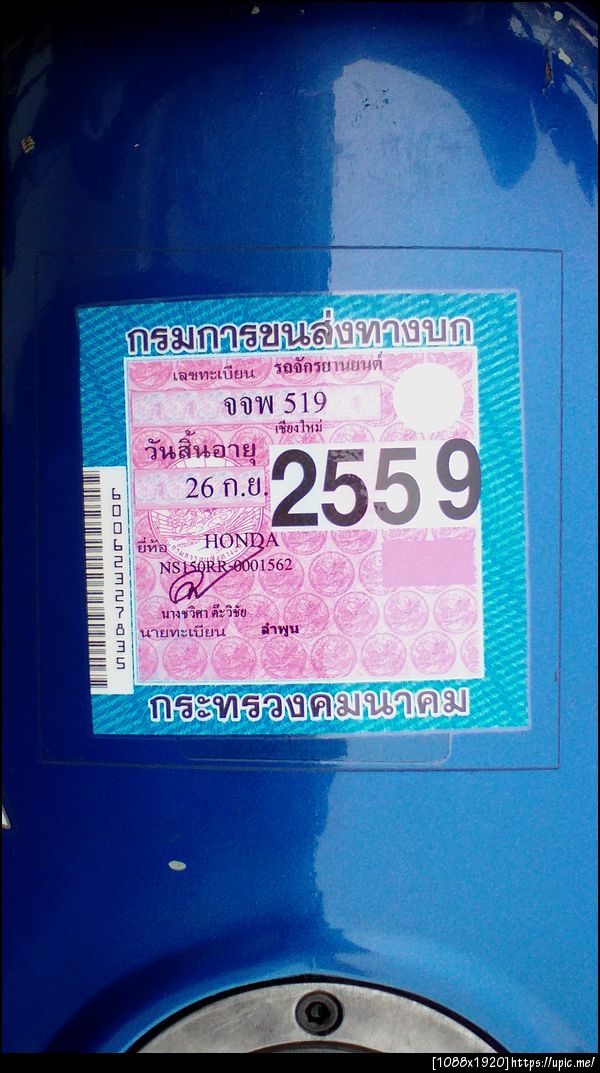 กรมการขนส่งทางบก
เลขทะเบียน รถจักรยานยนต์
จจพ 519
เชียงใหม่
วันสิ้นอายุ
26 ก.ย. 2559
ยี่ห้อ HONDA
NS150RR-0001562
นางชวิศา ต๊ะวิชัย
นายทะเบียน ลำพูน
กระทรวงคมนาคม
6006232787835
[1088x1920]https://upic.me/